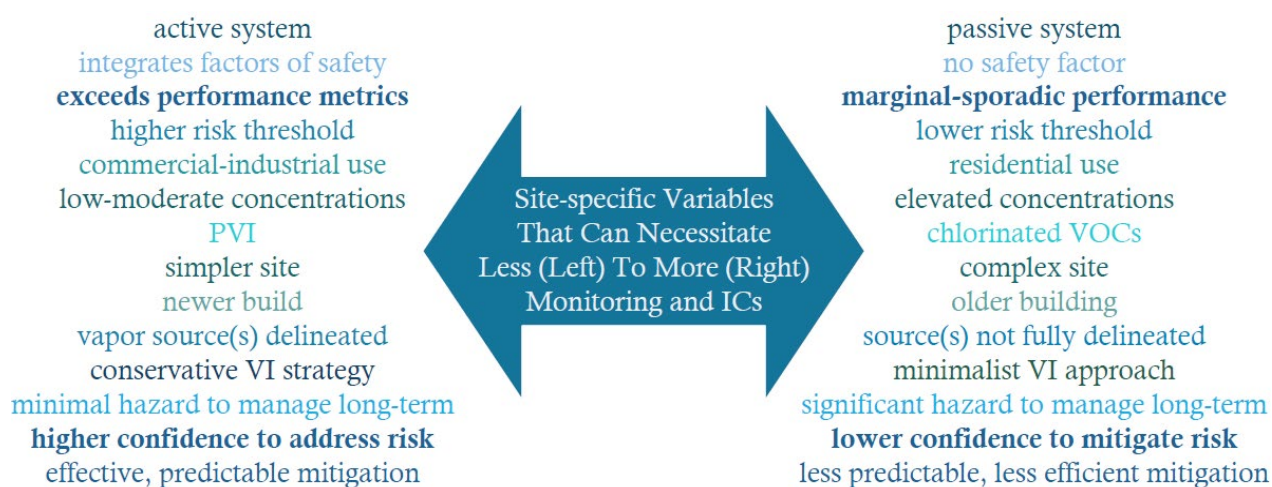 active system
integrates factors of safety
exceeds performance metrics
higher risk threshold
commercial-industrial use
low-moderate concentrations
PVI
simpler site
newer build
vapor source(s) delineated
conservative VI strategy
minimal hazard to manage long-term
higher confidence to address risk
effective, predictable mitigation
Site-specific Variables
That Can Necessitate
Less (Left) To More (Right)
Monitoring and ICs
passive system
no safety factor
marginal-sporadic performance
lower risk threshold
residential use
elevated concentrations
chlorinated VOCs
complex site
older building
source(s) not fully delineated
minimalist VI approach
significant hazard to manage long-term
lower confidence to mitigate risk
less predictable, less efficient mitigation